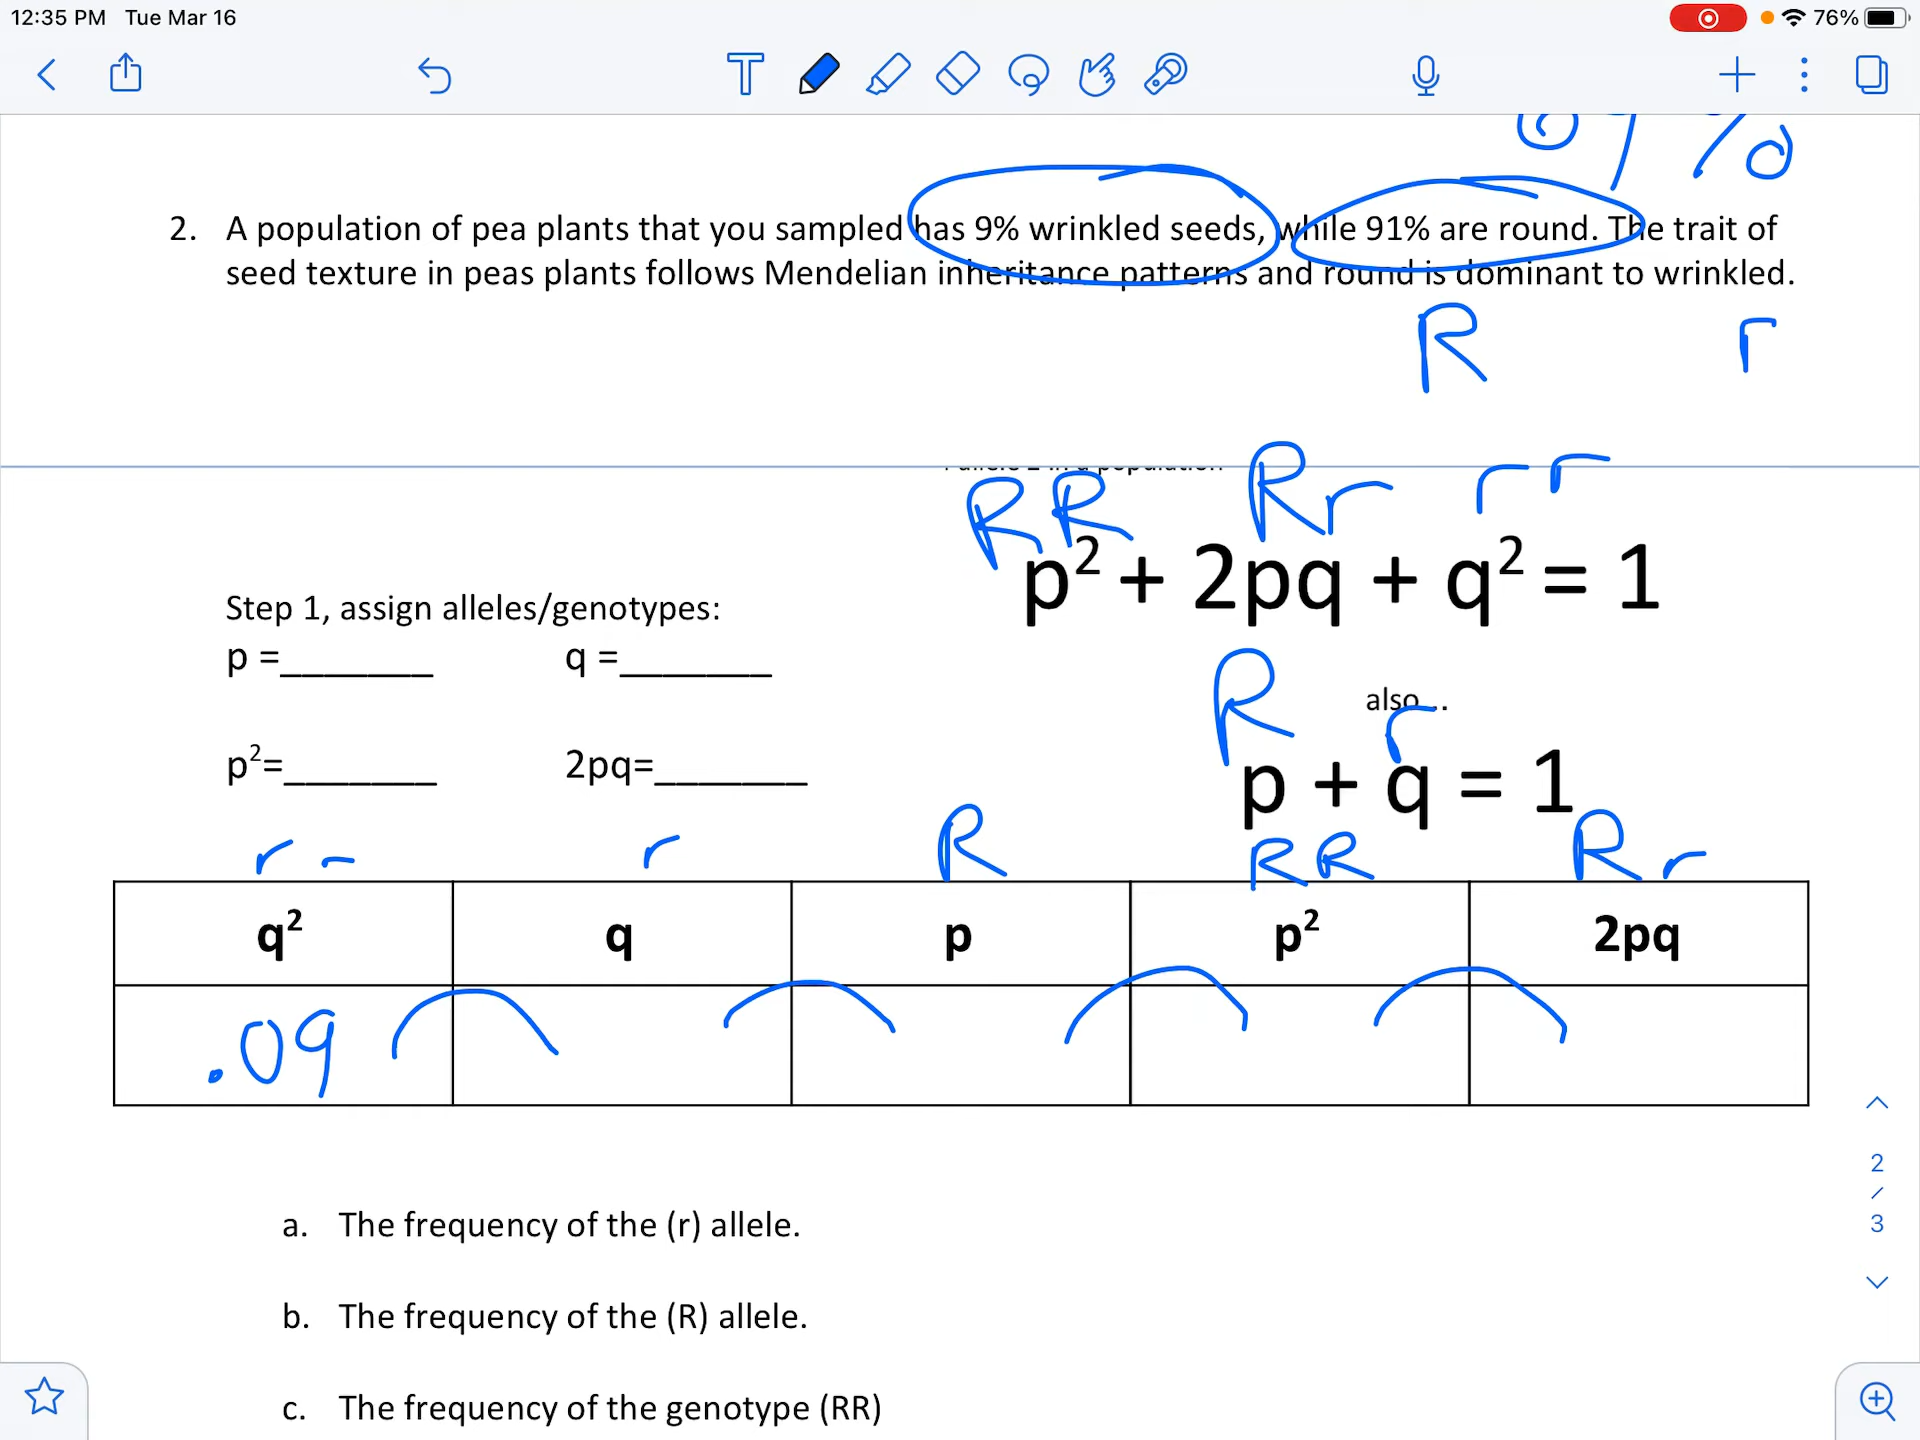 12:35 PM Tue Mar 16
76%
T
%
2. A population of pea plants that you sampled has 9% wrinkled seeds, while 91% are round. The trait of
seed texture in peas plants follows Mendelian inheritance patterns and round is dominant to wrinkled.
R r
RR Rr rr
p² + 2pq + q² = 1
Step 1, assign alleles/genotypes:
p =_______ q =_______
R also... r
p²=_______ 2pq=_______
p + q = 1
r r R RR Rr
q² q p p² 2pq
.09
a. The frequency of the (r) allele.
b. The frequency of the (R) allele.
c. The frequency of the genotype (RR)
2
/
3